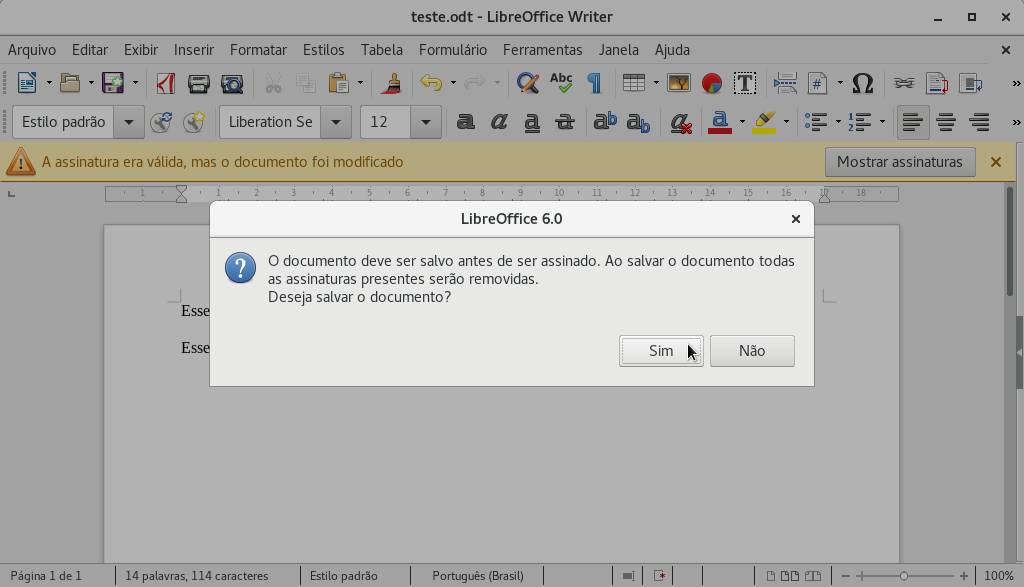 teste.odt - LibreOffice Writer
Arquivo Editar Exibir Inserir Formatar Estilos Tabela Formulário Ferramentas Janela Ajuda
Abc
Estilo padrão Liberation Se 12
A assinatura era válida, mas o documento foi modificado Mostrar assinaturas
1 1 2 3 4 5 6 7 8 9 10 11 12 13 14 15 16 17 18
LibreOffice 6.0
O documento deve ser salvo antes de ser assinado. Ao salvar o documento todas
as assinaturas presentes serão removidas.
Deseja salvar o documento?
Esse
Esse
Sim Não
Página 1 de 1 14 palavras, 114 caracteres Estilo padrão Português (Brasil) 100%